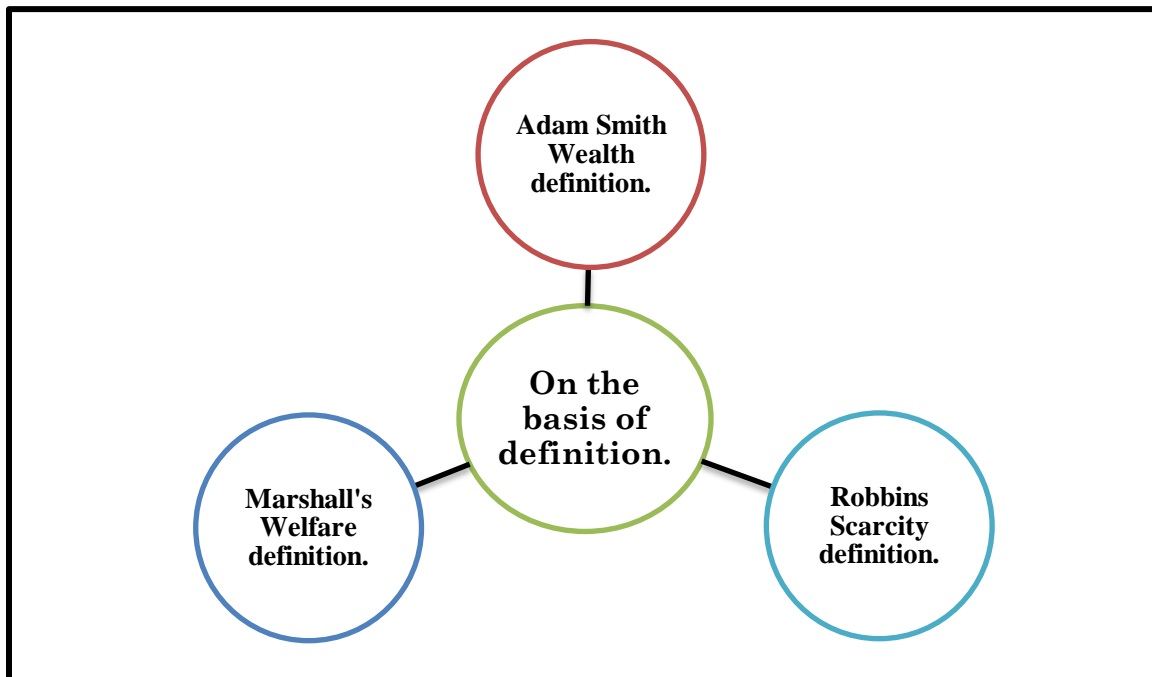 Adam Smith
Wealth
definition.
On the
basis of
definition.
Marshall's
Welfare
definition.
Robbins
Scarcity
definition.